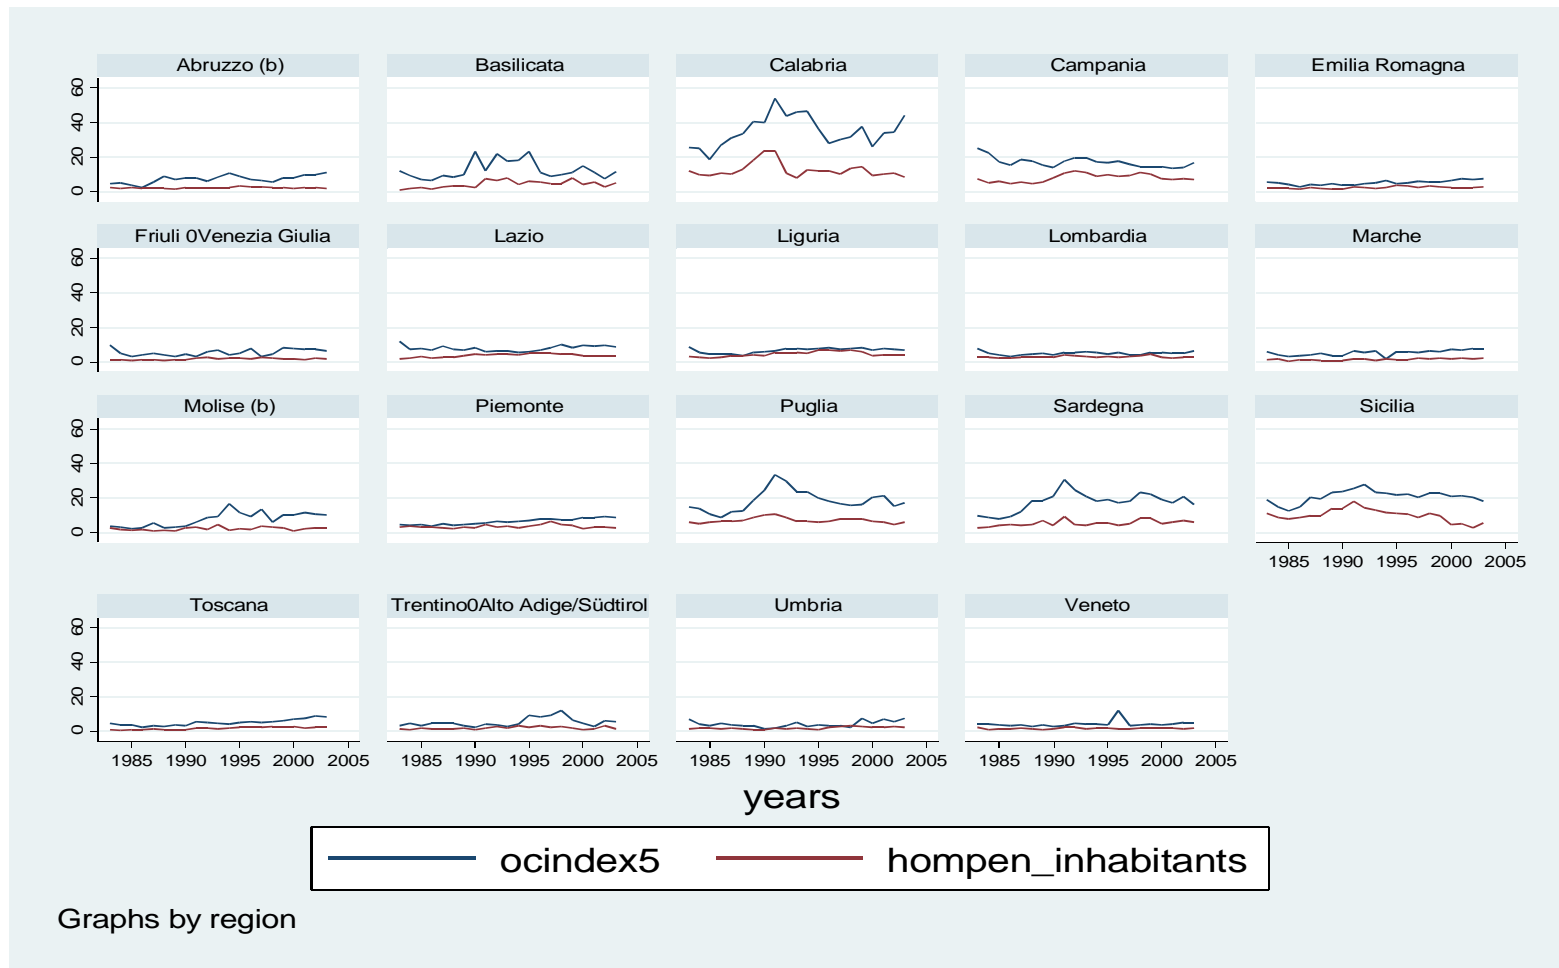 Abruzzo (b) Basilicata Calabria Campania Emilia Romagna
60
40
20
0
Friuli 0Venezia Giulia Lazio Liguria Lombardia Marche
60
40
20
0
Molise (b) Piemonte Puglia Sardegna Sicilia
60
40
20
0
1985 1990 1995 2000 2005
Toscana Trentino0Alto Adige/Südtirol Umbria Veneto
60
40
20
0
1985 1990 1995 2000 2005 1985 1990 1995 2000 2005 1985 1990 1995 2000 2005 1985 1990 1995 2000 2005
years
ocindex5 hompen_inhabitants
Graphs by region